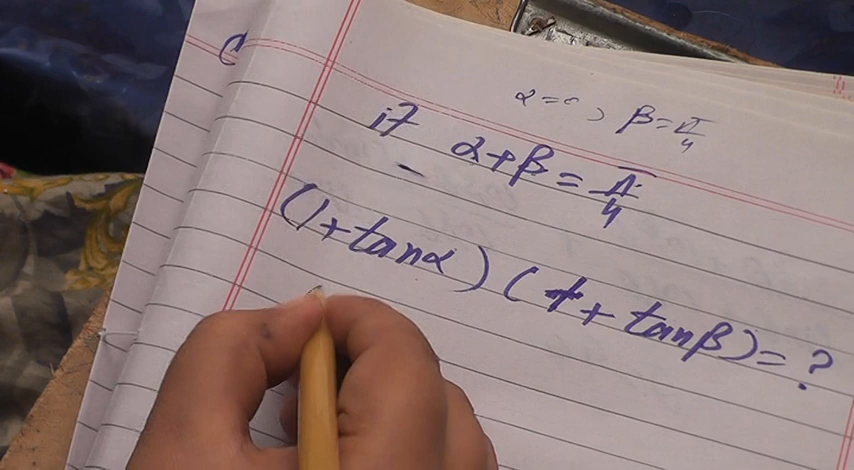 α = 0, β = π/4
if α + β = π/4
(1 + tanα) (1 + tanβ) = ?